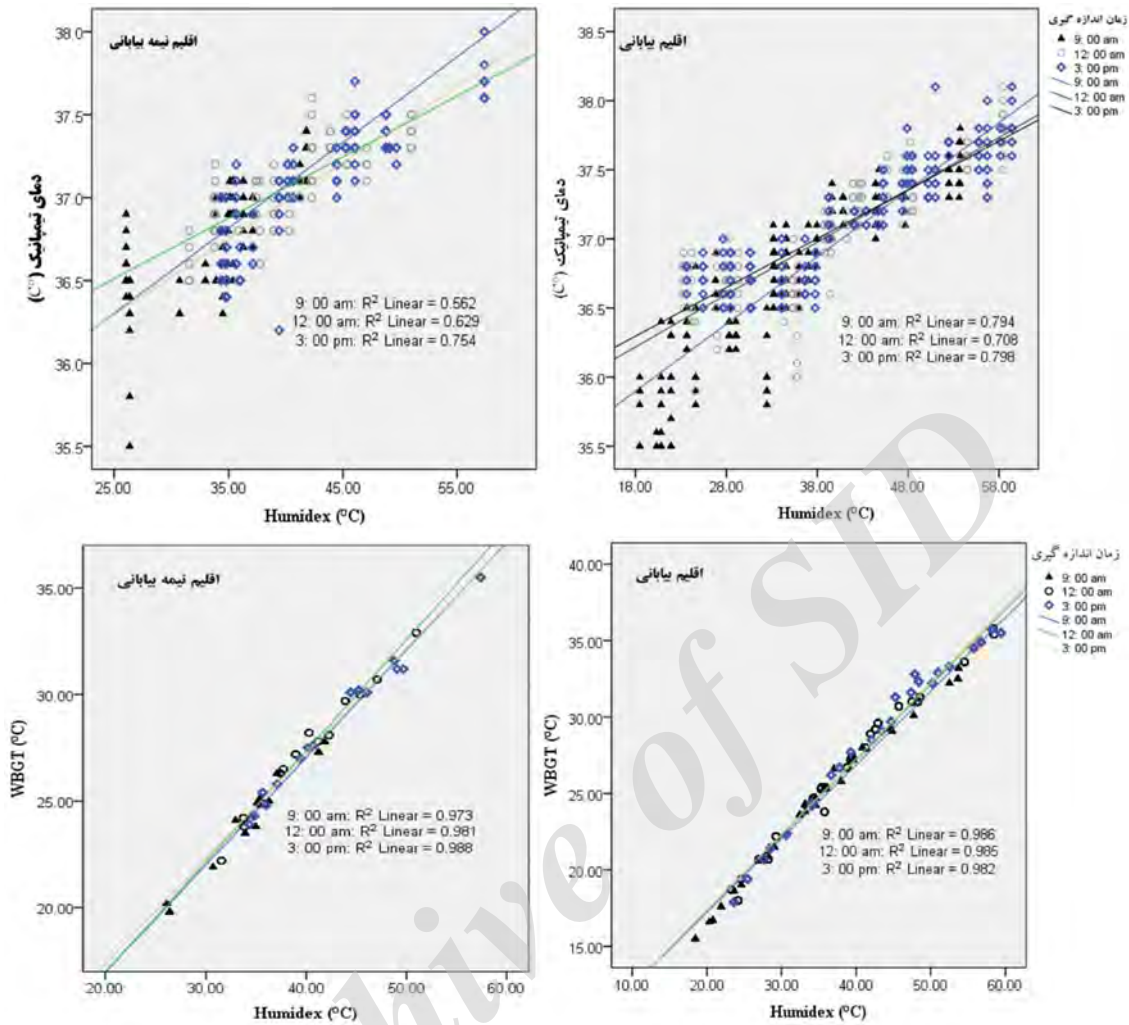 اقلیم نیمه بیابانی
دمای تیمپانیک (C°)
38.0
37.5
37.0
36.5
36.0
35.5
9: 00 am: R² Linear = 0.562
12: 00 am: R² Linear = 0.629
3: 00 pm: R² Linear = 0.754
25.00 35.00 45.00 55.00
Humidex (°C)
اقلیم بیابانی
دمای تیمپانیک (C°)
38.5
38.0
37.5
37.0
36.5
36.0
35.5
9: 00 am: R² Linear = 0.794
12: 00 am: R² Linear = 0.708
3: 00 pm: R² Linear = 0.798
18.00 28.00 38.00 48.00 58.00
Humidex (°C)
زمان اندازه گیری
9: 00 am
12: 00 am
3: 00 pm
9: 00 am
12: 00 am
3: 00 pm
اقلیم نیمه بیابانی
WBGT (°C)
35.00
30.00
25.00
20.00
9: 00 am: R² Linear = 0.973
12: 00 am: R² Linear = 0.981
3: 00 pm: R² Linear = 0.988
20.00 30.00 40.00 50.00 60.00
Humidex (°C)
اقلیم بیابانی
WBGT (°C)
40.00
35.00
30.00
25.00
20.00
15.00
9: 00 am: R² Linear = 0.986
12: 00 am: R² Linear = 0.985
3: 00 pm: R² Linear = 0.982
10.00 20.00 30.00 40.00 50.00 60.00
Humidex (°C)
زمان اندازه گیری
9: 00 am
12: 00 am
3: 00 pm
9: 00 am
12: 00 am
3: 00 pm
hive of SID